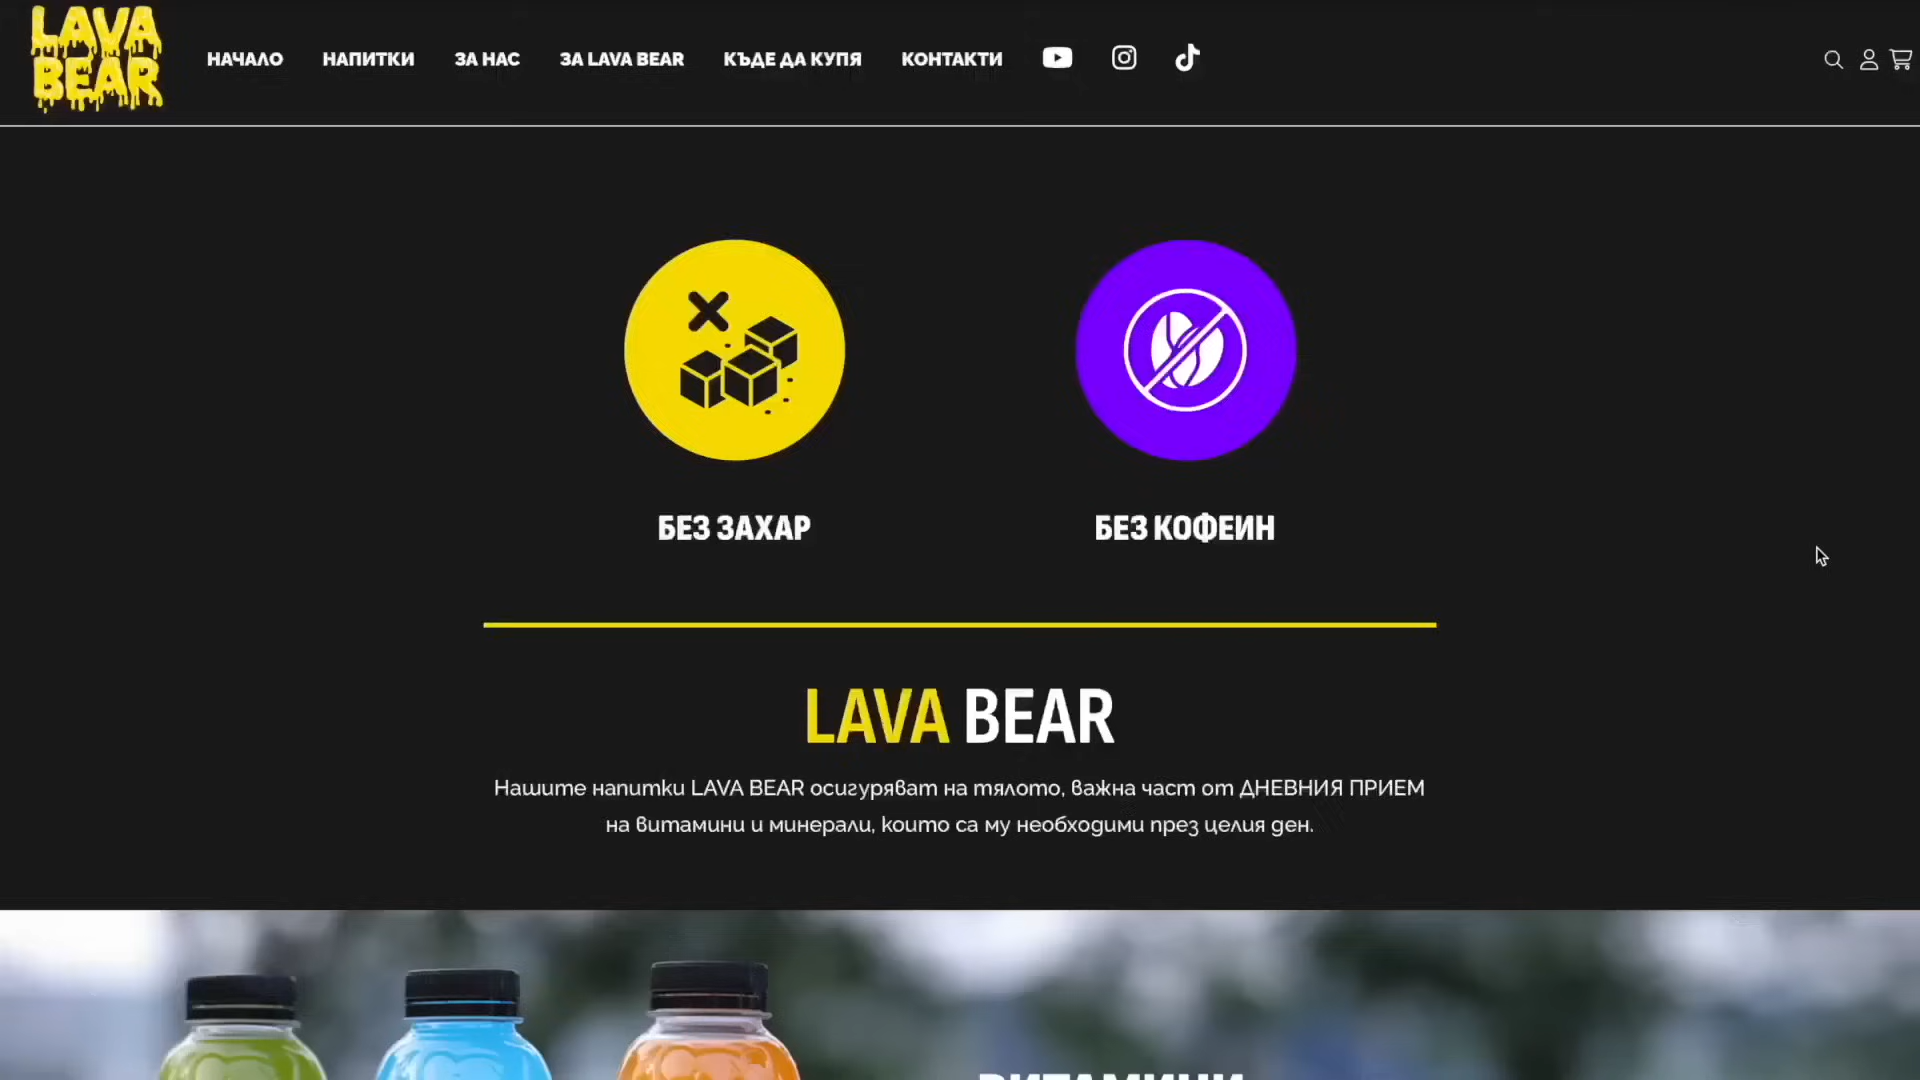 LAVA
BEAR
НАЧАЛО НАПИТКИ ЗА НАС ЗА LAVA BEAR КЪДЕ ДА КУПЯ КОНТАКТИ
БЕЗ ЗАХАР БЕЗ КОФЕИН
LAVA BEAR
Нашите напитки LAVA BEAR осигуряват на тялото, важна част от ДНЕВНИЯ ПРИЕМ
на витамини и минерали, които са му необходими през целия ден.
ВИТАМИНИ